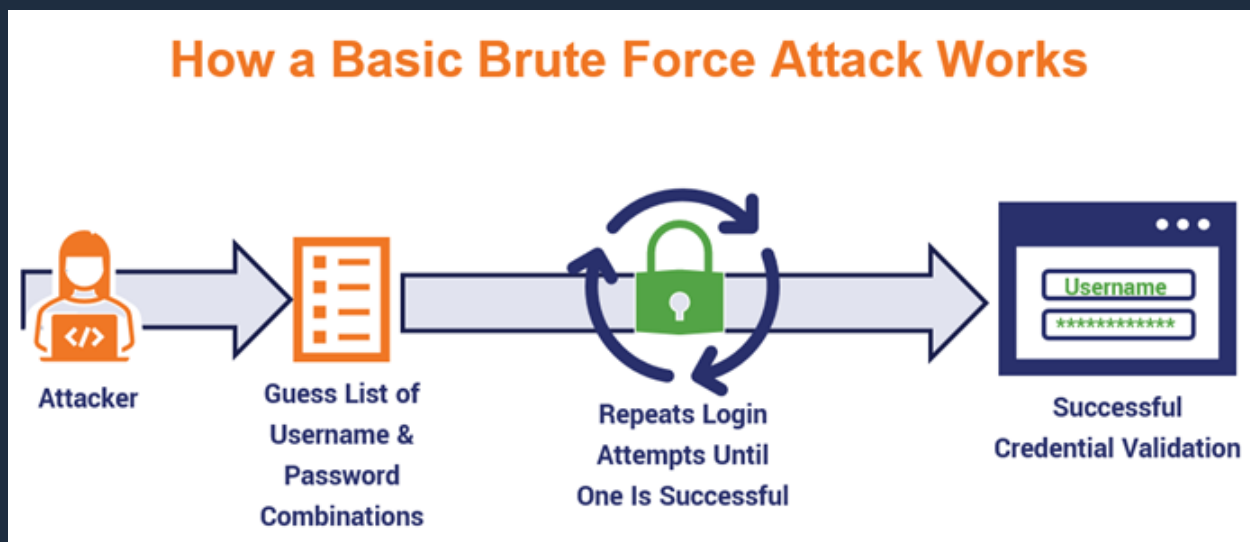 How a Basic Brute Force Attack Works
</>
Attacker
Guess List of
Username &
Password
Combinations
Repeats Login
Attempts Until
One Is Successful
Username
************
Successful
Credential Validation